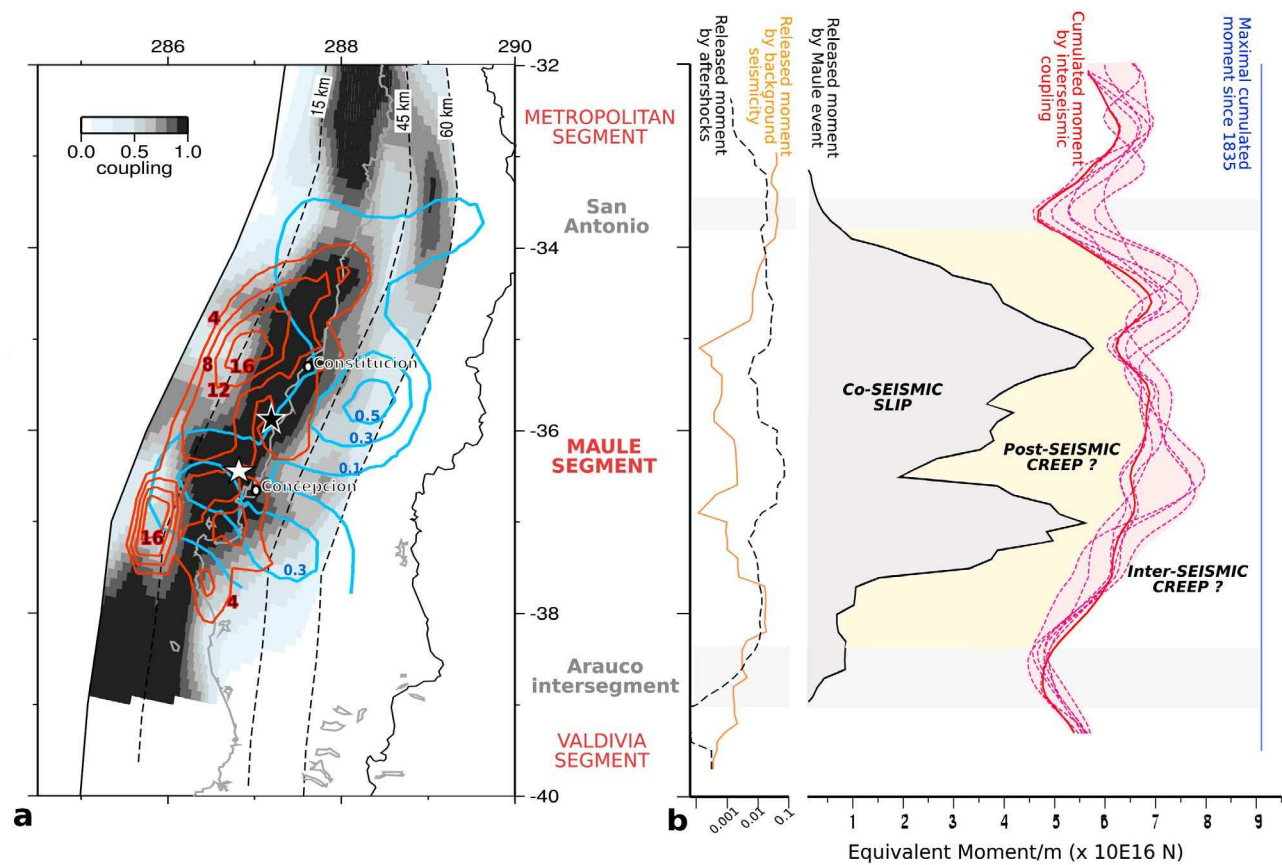 286
288
290
-32
-34
-36
-38
-40
0.0
0.5
1.0
coupling
15 km
45 km
60 km
4
8
16
12
0.5
0.3
0.1
16
0.3
4
Constitucion
Concepcion
METROPOLITAN
SEGMENT
San
Antonio
MAULE
SEGMENT
Arauco
intersegment
VALDIVIA
SEGMENT
a
Released moment
by aftershocks
Released moment
by background
seismicity
Released moment
by Maule event
Cumulated moment
by interseismic
coupling
Maximal cumulated
moment since 1835
Co-SEISMIC
SLIP
Post-SEISMIC
CREEP ?
Inter-SEISMIC
CREEP ?
b
0.001
0.01
0.1
1
2
3
4
5
6
7
8
9
Equivalent Moment/m (x 10E16 N)